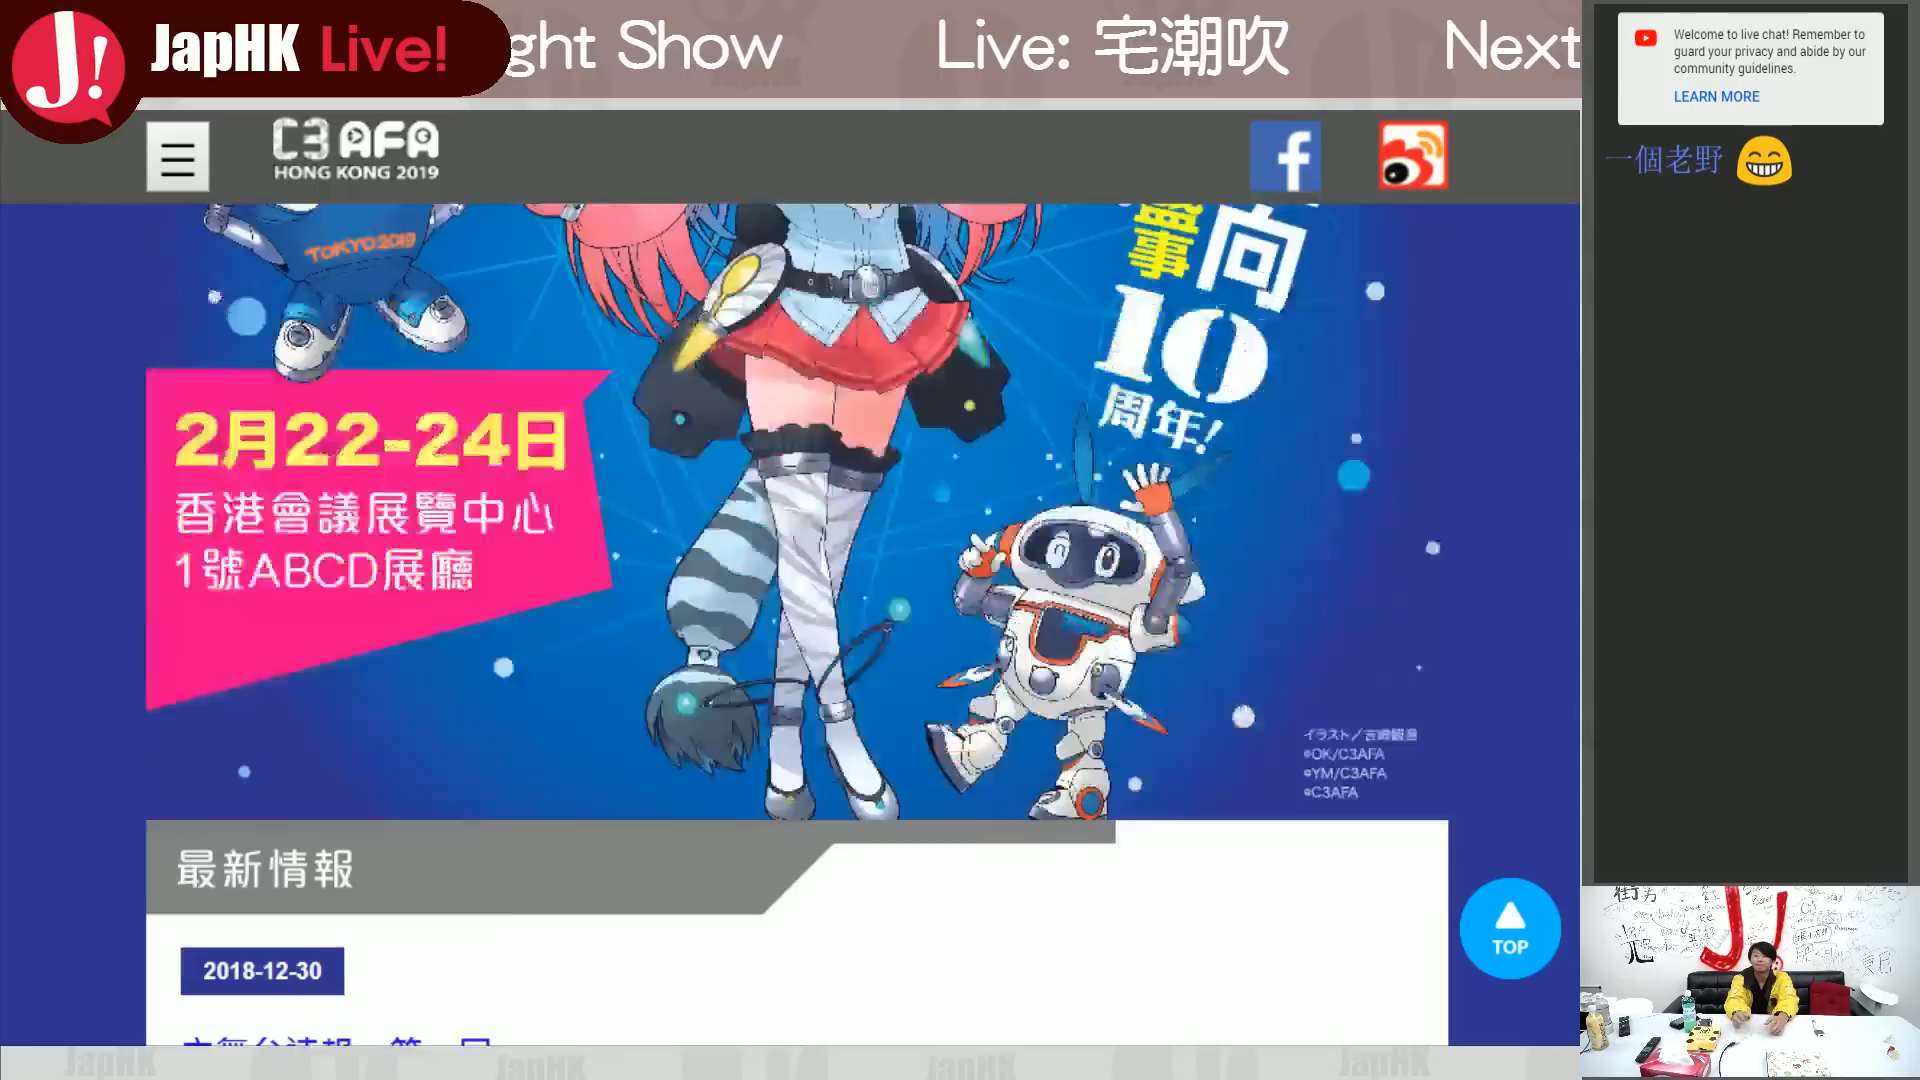 JapHK Live!
ght Show
Live: 宅潮吹
Next
C3 AFA
HONG KONG 2019
TOKYO 2019
盛事
向
10
周年!
2月22-24日
香港會議展覽中心
1號ABCD展廳
©OK/C3AFA
©YM/C3AFA
©C3AFA
最新情報
TOP
2018-12-30
Welcome to live chat! Remember to
guard your privacy and abide by our
community guidelines.
LEARN MORE
一個老野
J!